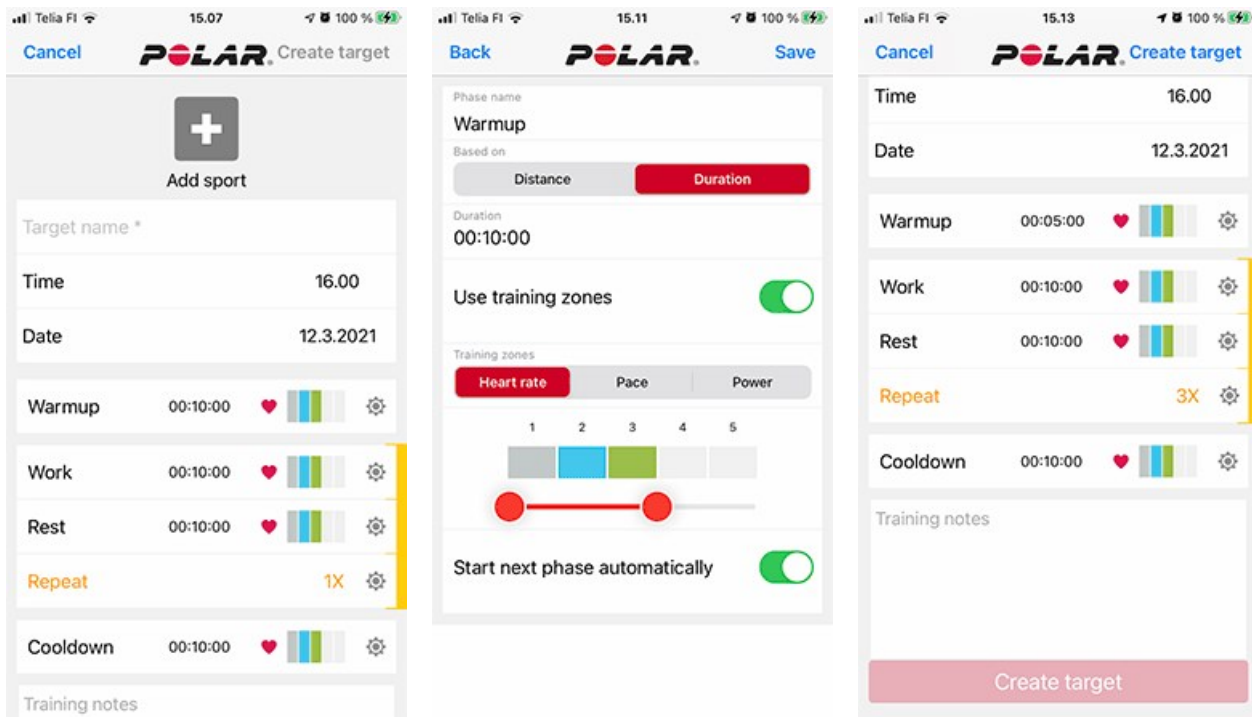 Telia FI 15.07 100 %
Cancel POLAR. Create target
Add sport
Target name *
Time 16.00
Date 12.3.2021
Warmup 00:10:00
Work 00:10:00
Rest 00:10:00
Repeat 1X
Cooldown 00:10:00
Training notes
Telia FI 15.11 100 %
Back POLAR. Save
Phase name
Warmup
Based on
Distance Duration
Duration
00:10:00
Use training zones
Training zones
Heart rate Pace Power
1 2 3 4 5
Start next phase automatically
Telia FI 15.13 100 %
Cancel POLAR. Create target
Time 16.00
Date 12.3.2021
Warmup 00:05:00
Work 00:10:00
Rest 00:10:00
Repeat 3X
Cooldown 00:10:00
Training notes
Create target